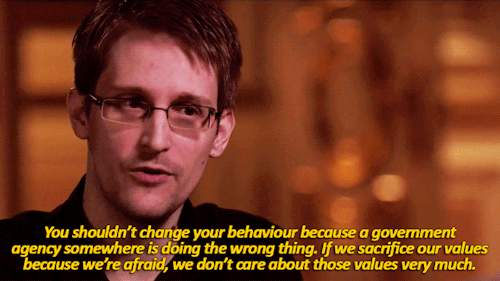 You shouldn't change your behaviour because a government
agency somewhere is doing the wrong thing. If we sacrifice our values
because we're afraid, we don't care about those values very much.